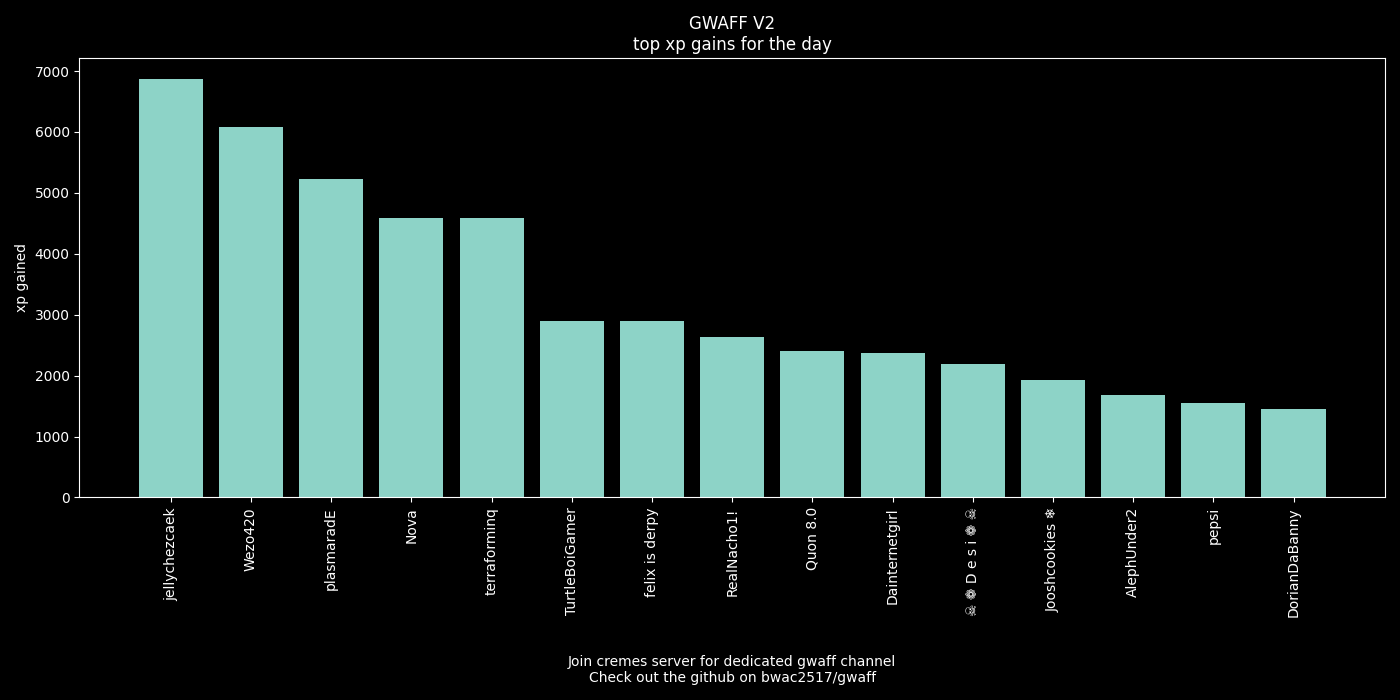 GWAFF V2
top xp gains for the day
xp gained
7000
6000
5000
4000
3000
2000
1000
0
jellychezcaek
Wezo420
plasmaradE
Nova
terraforminq
TurtleBoiGamer
felix is derpy
RealNacho1!
Quon 8.0
Dainternetgirl
☠ ❁ D e s i ❁ ☠
Jooshcookies ❄
AlephUnder2
pepsi
DorianDaBanny
Join cremes server for dedicated gwaff channel
Check out the github on bwac2517/gwaff